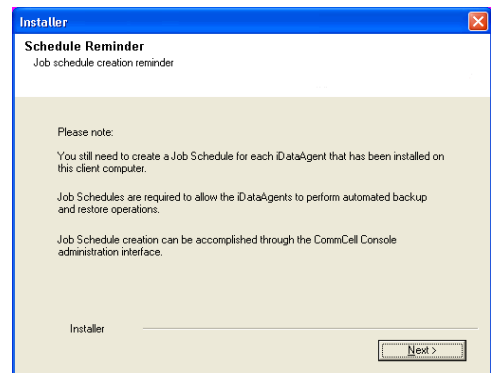 Installer
Schedule Reminder
Job schedule creation reminder
Please note:
You still need to create a Job Schedule for each iDataAgent that has been installed on
this client computer.
Job Schedules are required to allow the iDataAgents to perform automated backup
and restore operations.
Job Schedule creation can be accomplished through the CommCell Console
administration interface.
Installer
Next >